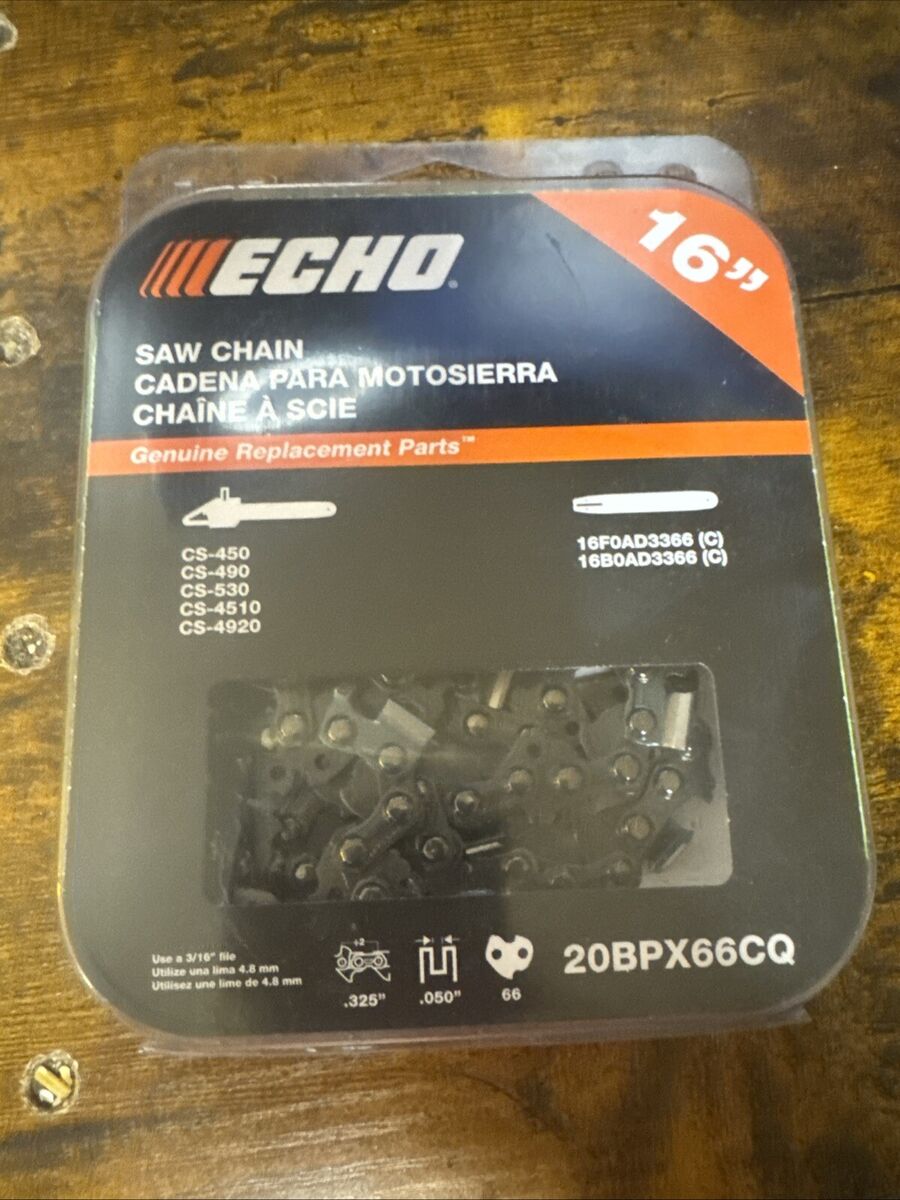 ECHO
16”
SAW CHAIN
CADENA PARA MOTOSIERRA
CHAÎNE À SCIE
Genuine Replacement Parts™
CS-450
CS-490
CS-530
CS-4510
CS-4920
16F0AD3366 (C)
16B0AD3366 (C)
Use a 3/16" file
Utilize una lima 4.8 mm
Utilisez une lime de 4.8 mm
÷2
.325"
.050"
66
20BPX66CQ